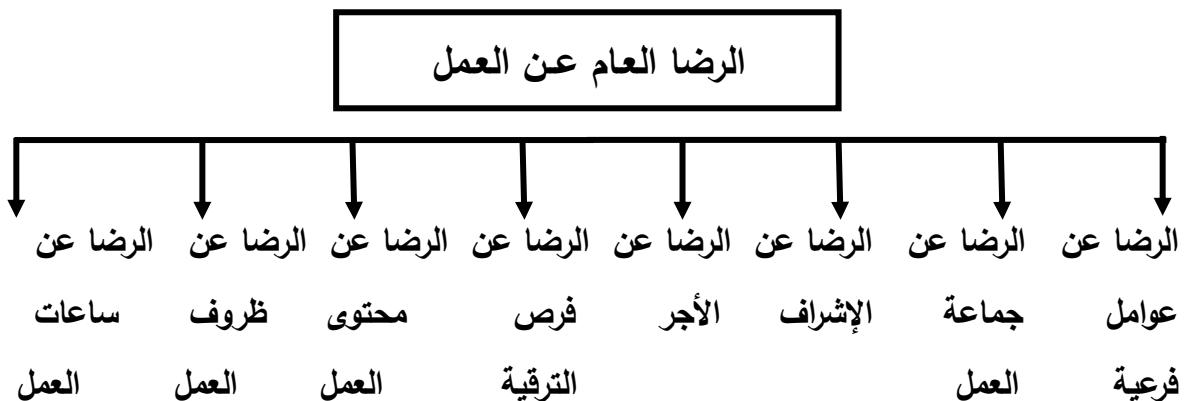 الرضا العام عن العمل
الرضا عن الرضا عن الرضا عن الرضا عن الرضا عن الرضا عن الرضا عن الرضا عن
عوامل جماعة الإشراف الأجر فرص محتوى ظروف ساعات
فرعية العمل الترقية العمل العمل العمل